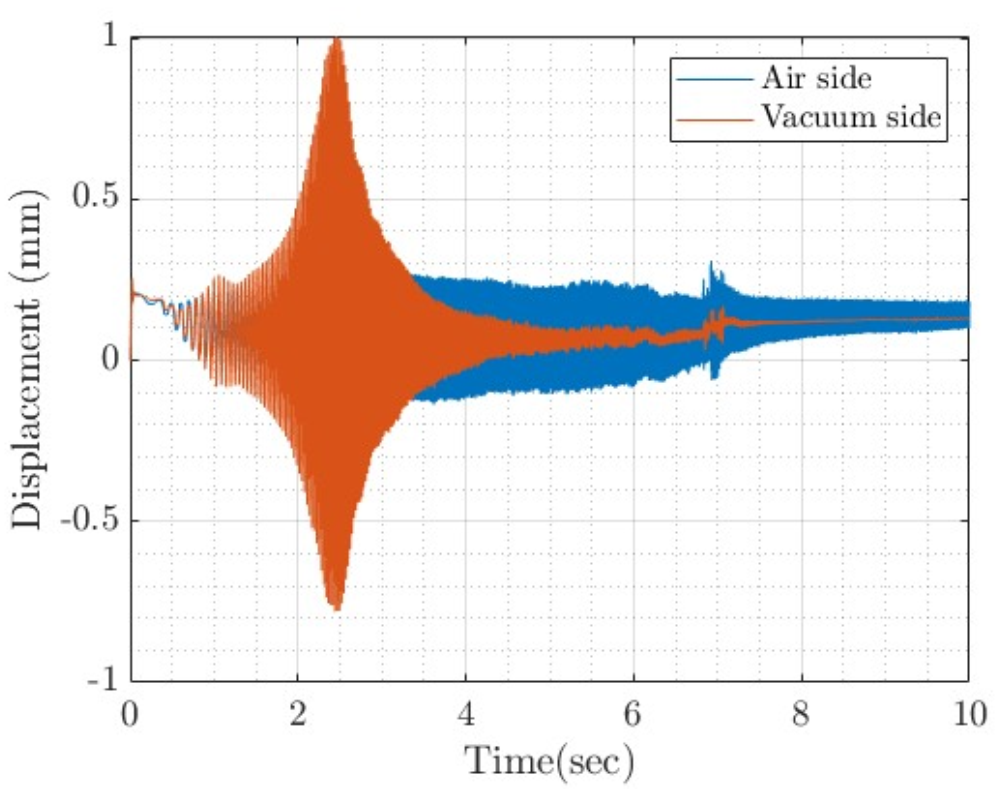 1
0.5
0
-0.5
-1
Displacement (mm)
Air side
Vacuum side
0 2 4 6 8 10
Time(sec)